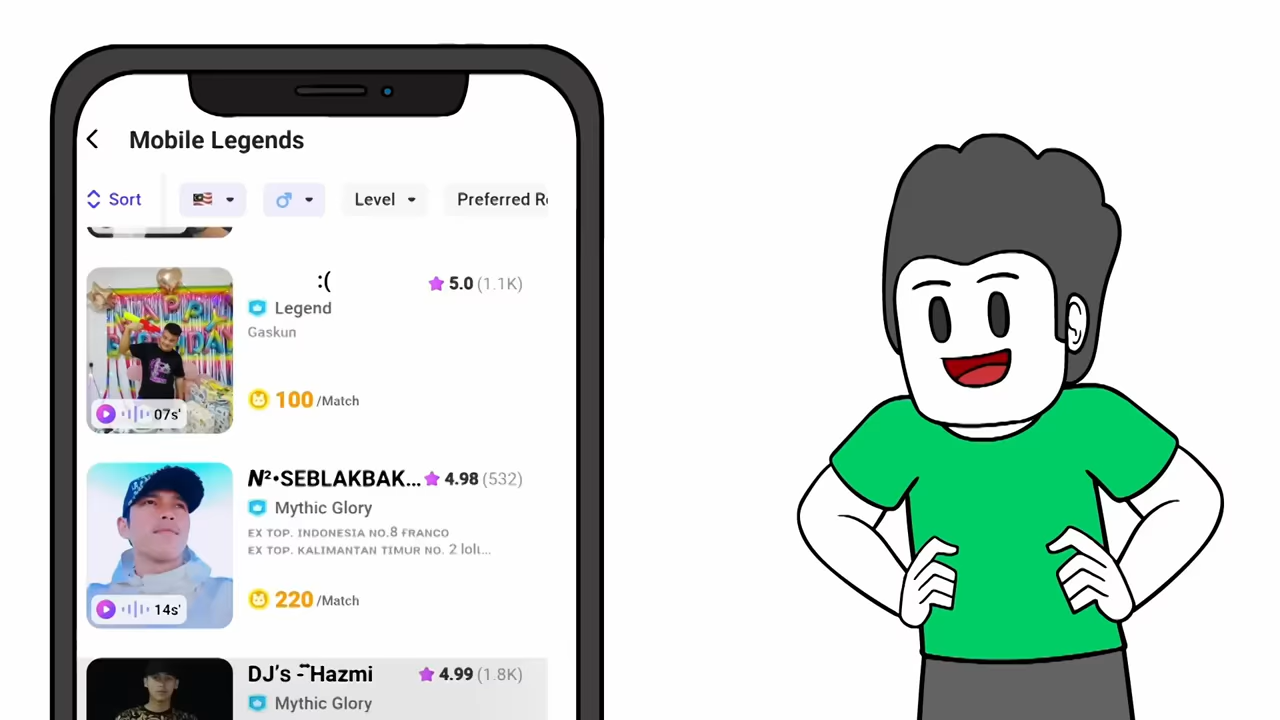 Mobile Legends
Sort
Level
Preferred R
:(
5.0 (1.1K)
Legend
Gaskun
100 /Match
07s'
N²•SEBLAKBAK... 4.98 (532)
Mythic Glory
EX TOP. INDONESIA NO.8 FRANCO
EX TOP. KALIMANTAN TIMUR NO. 2 lolι...
220 /Match
14s'
DJ's - ̃Hazmi 4.99 (1.8K)
Mythic Glory